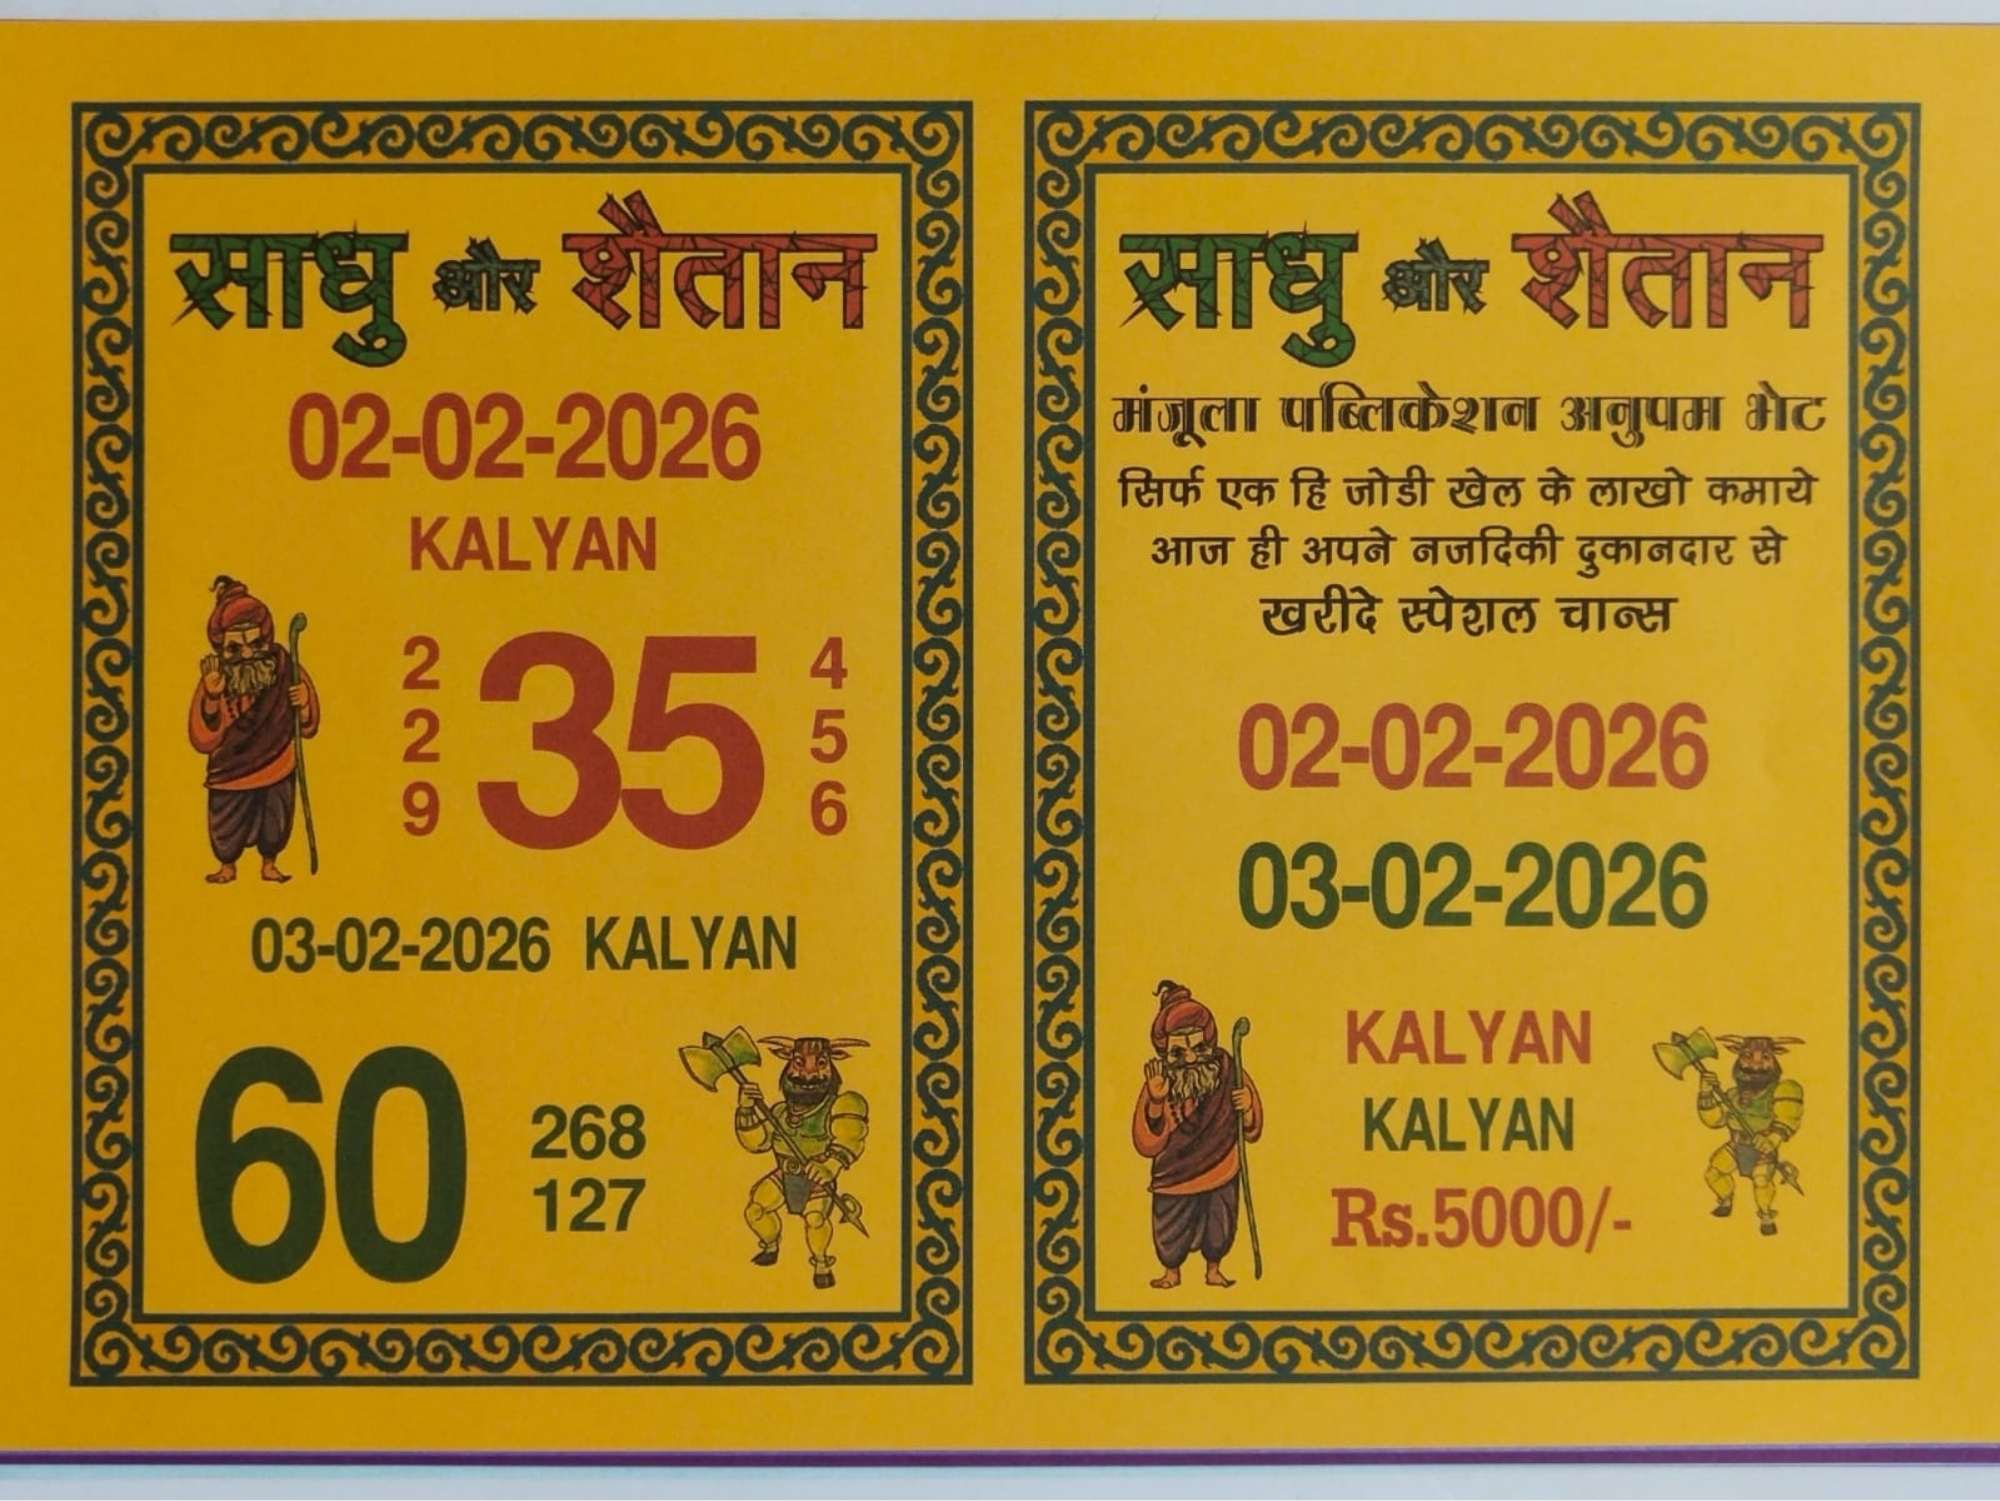 साधु और शैतान
02-02-2026
KALYAN
2 35 4
2 5
9 6
03-02-2026 KALYAN
60 268
127
साधु और शैतान
मंजूला पब्लिकेशन अनुपम भेट
सिर्फ एक हि जोडी खेल के लाखो कमाये
आज ही अपने नजदिकी दुकानदार से
खरीदे स्पेशल चान्स
02-02-2026
03-02-2026
KALYAN
KALYAN
Rs.5000/-